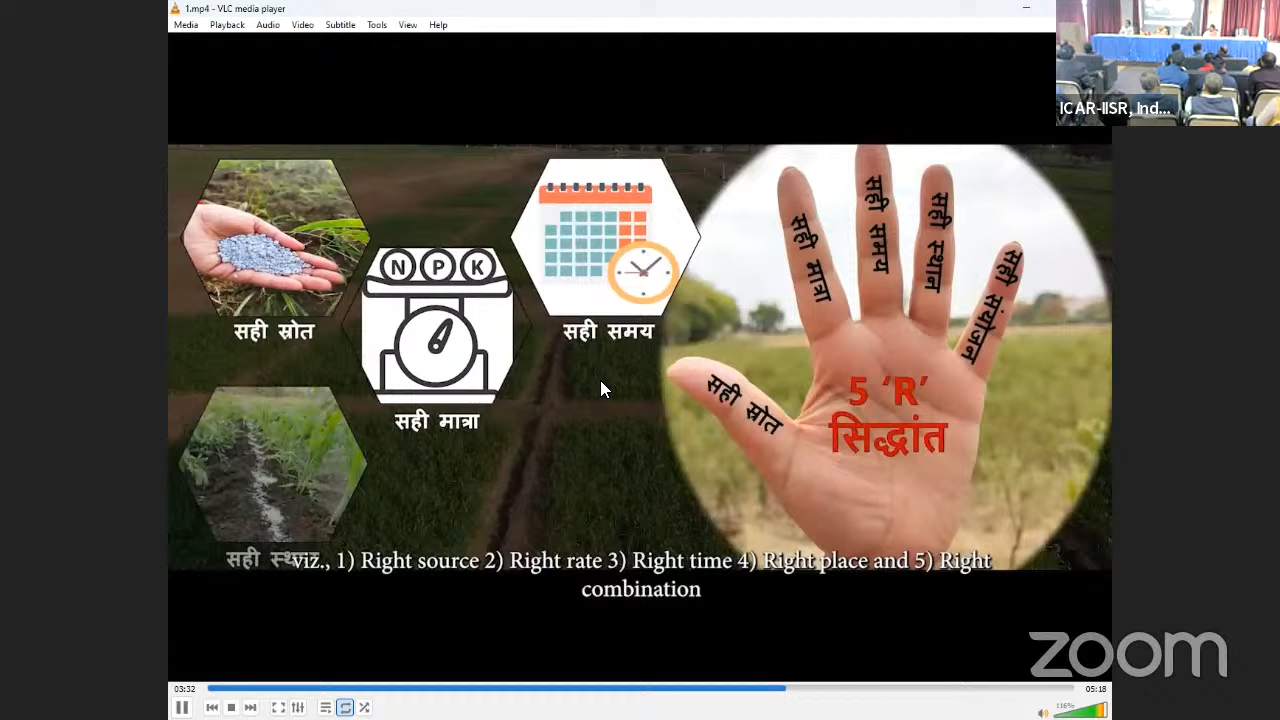 1.mp4 - VLC media player
Media Playback Audio Video Subtitle Tools View Help
ICAR-IISR, Ind...
N P K
सही स्रोत
सही समय
सही मात्रा
सही मात्रा
सही समय
सही स्थान
सही संयोजन
सही स्रोत
5 ‘R’
सिद्धांत
viz., 1) Right source 2) Right rate 3) Right time 4) Right place and 5) Right
combination
zoom
03:32
05:18
116%